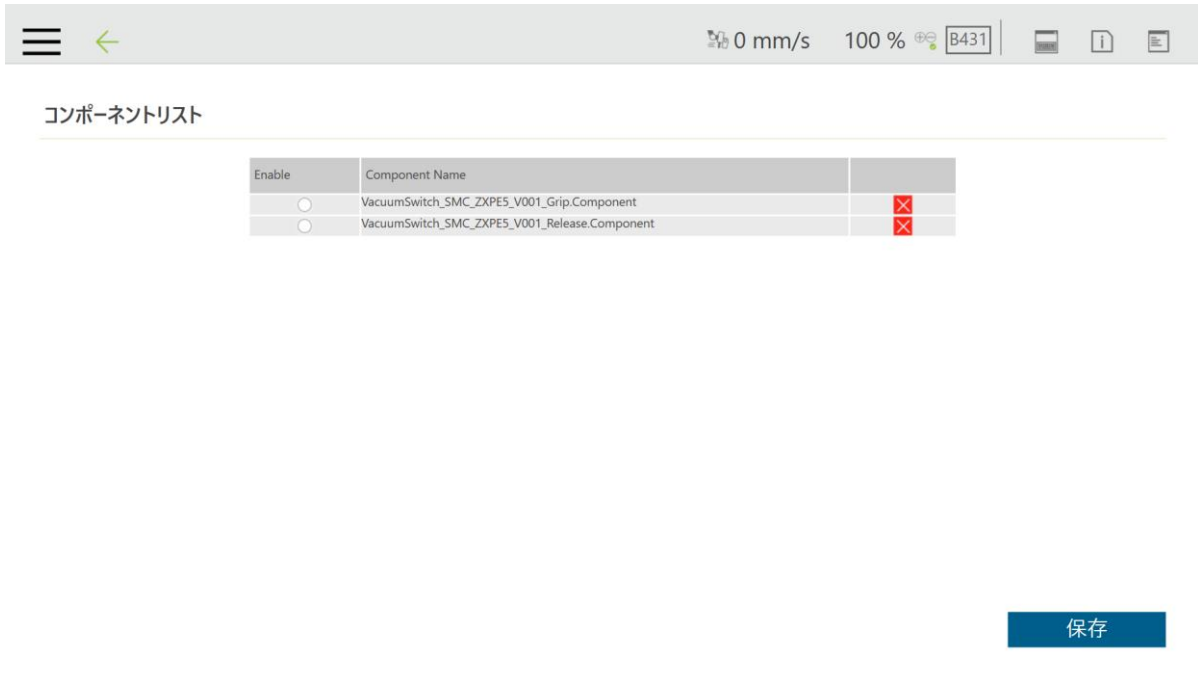 0 mm/s 100 % B431
コンポーネントリスト
Enable Component Name
VacuumSwitch_SMC_ZXPE5_V001_Grip.Component
VacuumSwitch_SMC_ZXPE5_V001_Release.Component
保存